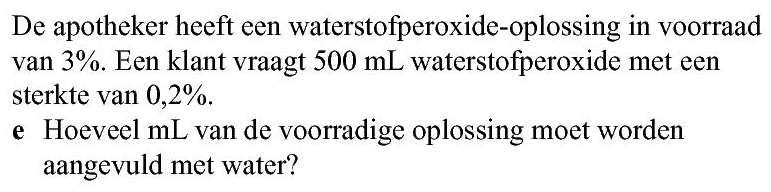 De apotheker heeft een waterstofperoxide-oplossing in voorraad
van 3%. Een klant vraagt 500 mL waterstofperoxide met een
sterkte van 0,2%.
e Hoeveel mL van de voorradige oplossing moet worden
aangevuld met water?